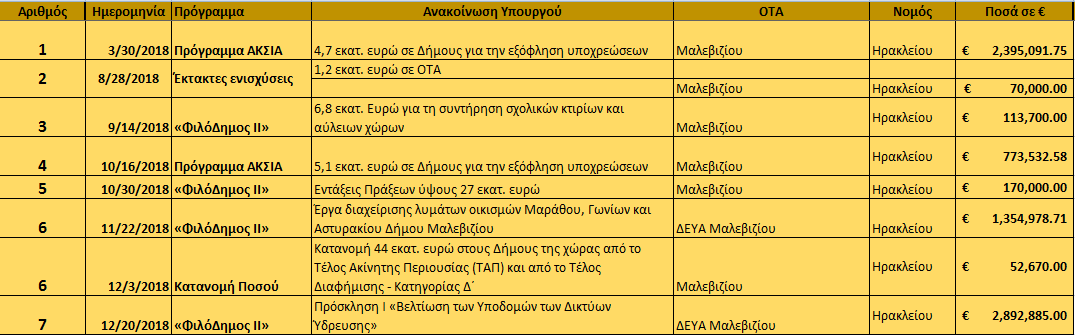 Αριθμός Ημερομηνία Πρόγραμμα Ανακοίνωση Υπουργού ΟΤΑ Νομός Ποσά σε €
1 3/30/2018 Πρόγραμμα ΑΚΣΙΑ 4,7 εκατ. ευρώ σε Δήμους για την εξόφληση υποχρεώσεων Μαλεβιζίου Ηρακλείου € 2,395,091.75
2 8/28/2018 Έκτακτες ενισχύσεις 1,2 εκατ. ευρώ σε ΟΤΑ
Μαλεβιζίου Ηρακλείου € 70,000.00
6,8 εκατ. Ευρώ για τη συντήρηση σχολικών κτιρίων και
3 9/14/2018 «ΦιλόΔημος ΙΙ» αύλειων χώρων Μαλεβιζίου Ηρακλείου € 113,700.00
4 10/16/2018 Πρόγραμμα ΑΚΣΙΑ 5,1 εκατ. ευρώ σε Δήμους για την εξόφληση υποχρεώσεων Μαλεβιζίου Ηρακλείου € 773,532.58
5 10/30/2018 «ΦιλόΔημος ΙΙ» Εντάξεις Πράξεων ύψους 27 εκατ. ευρώ Μαλεβιζίου Ηρακλείου € 170,000.00
Έργα διαχείρισης λυμάτων οικισμών Μαράθου, Γωνίων και
6 11/22/2018 «ΦιλόΔημος ΙΙ» Αστυρακίου Δήμου Μαλεβιζίου ΔΕΥΑ Μαλεβιζίου Ηρακλείου € 1,354,978.71
Κατανομή 44 εκατ. ευρώ στους Δήμους της χώρας από το
Τέλος Ακίνητης Περιουσίας (ΤΑΠ) και από το Τέλος
6 12/3/2018 Κατανομή Ποσού Διαφήμισης - Κατηγορίας Δ΄ Μαλεβιζίου Ηρακλείου € 52,670.00
Πρόσκληση Ι «Βελτίωση των Υποδομών των Δικτύων
7 12/20/2018 «ΦιλόΔημος ΙΙ» Ύδρευσης» ΔΕΥΑ Μαλεβιζίου Ηρακλείου € 2,892,885.00